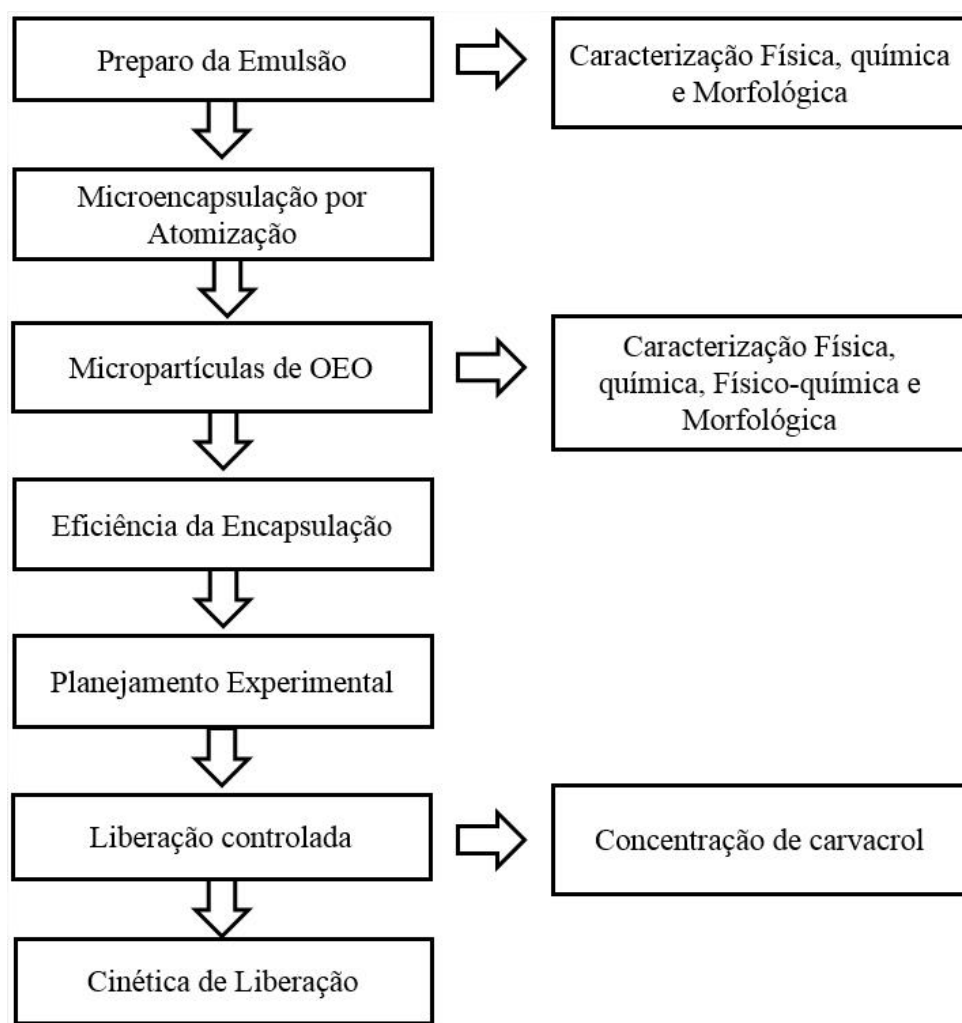 Preparo da Emulsão
Caracterização Física, química
e Morfológica
Microencapsulação por
Atomização
Micropartículas de OEO
Caracterização Física,
química, Físico-química e
Morfológica
Eficiência da Encapsulação
Planejamento Experimental
Liberação controlada
Concentração de carvacrol
Cinética de Liberação